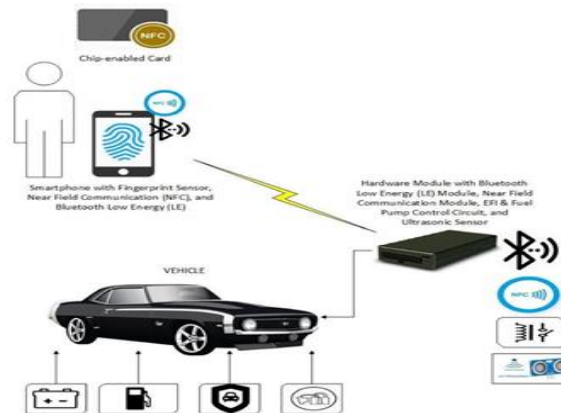 NFC
Chip-enabled Card
NFC
Smartphone with Fingerprint Sensor,
Near Field Communication (NFC), and
Bluetooth Low Energy (LE)
Hardware Module with Bluetooth
Low Energy (LE) Module, Near Field
Communication Module, EFI & Fuel
Pump Control Circuit, and
Ultrasonic Sensor
NFC
VEHICLE